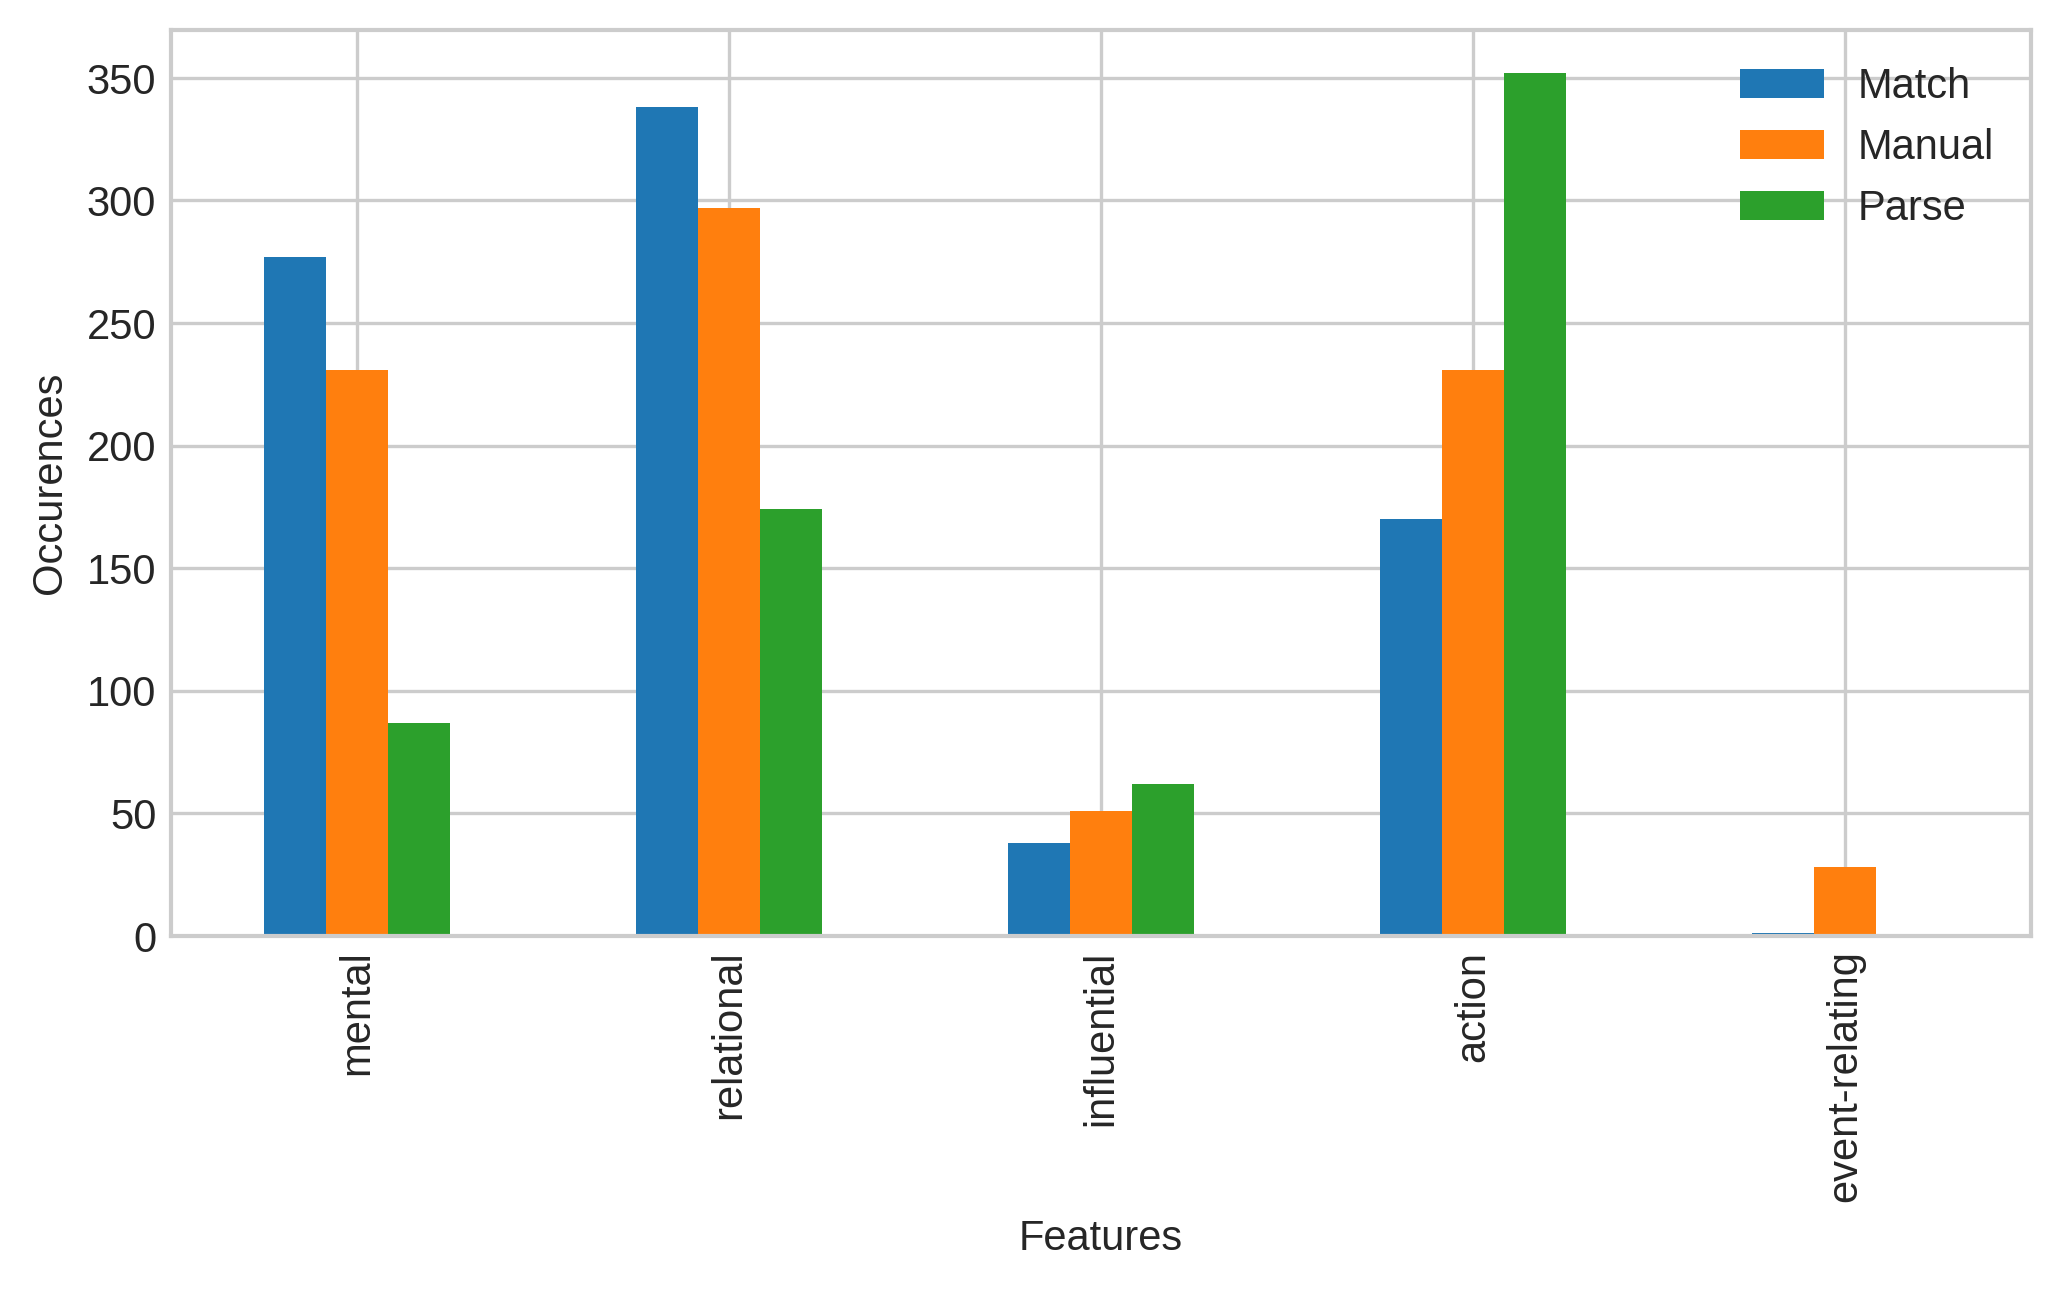 350
300
250
200
150
100
50
0
Occurences
Match
Manual
Parse
mental
relational
influential
action
event-relating
Features